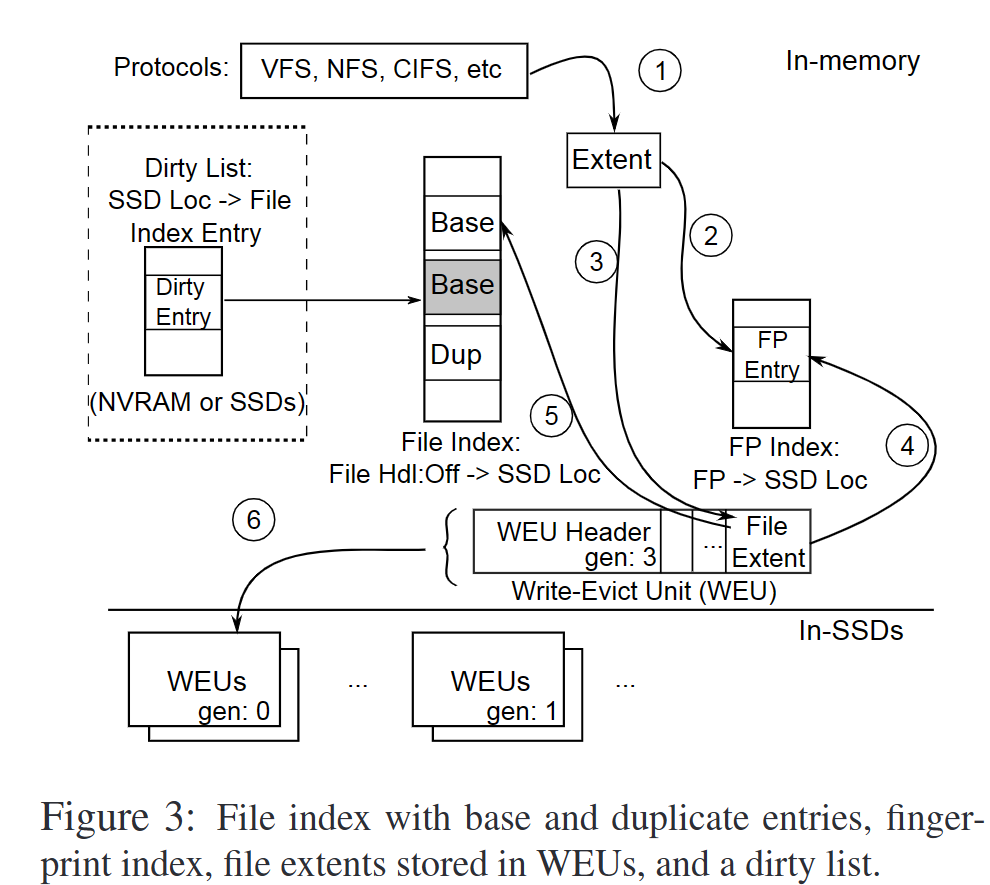 Protocols:
VFS, NFS, CIFS, etc
1
In-memory
Extent
Dirty List:
SSD Loc -> File
Index Entry
Dirty
Entry
(NVRAM or SSDs)
Base
Base
Dup
File Index:
File Hdl:Off -> SSD Loc
2
3
FP
Entry
FP Index:
FP -> SSD Loc
4
5
6
WEU Header
gen: 3
...
File
Extent
Write-Evict Unit (WEU)
In-SSDs
WEUs
gen: 0
...
WEUs
gen: 1
...
Figure 3: File index with base and duplicate entries, finger-
print index, file extents stored in WEUs, and a dirty list.